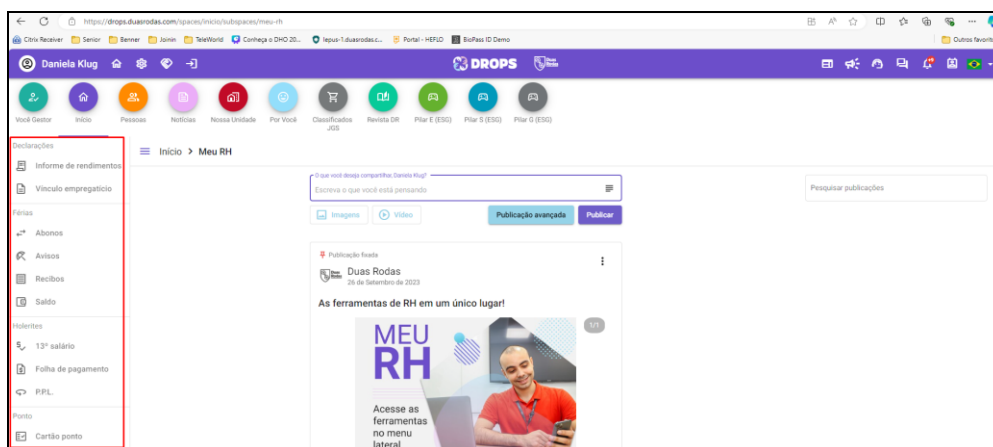 https://drops.duasrodas.com/spaces/inicio/subspaces/meu-rh
Citrix Receiver Senior Benner Joinin TeleWorld Conheça o DHO 20... lepus-1.duasrodas.c... Portal - HEFLO BioPass ID Demo Outros favorit
Daniela Klug DROPS
Você Gestor Início Pessoas Notícias Nossa Unidade Por Você Classificados JGS Revista DR Pilar E (ESG) Pilar S (ESG) Pilar G (ESG)
Início > Meu RH
Declarações
Informe de rendimentos
Vínculo empregatício
Férias
Abonos
Avisos
Recibos
Saldo
Holerites
13º salário
Folha de pagamento
P.P.L.
Ponto
Cartão ponto
O que você deseja compartilhar, Daniela Klug?
Escreva o que você está pensando
Imagens Vídeo Publicação avançada Publicar
Pesquisar publicações
Publicação fixada
Duas Rodas
26 de Setembro de 2023
As ferramentas de RH em um único lugar!
1/1
MEU
RH
Acesse as
ferramentas
no menu
lateral